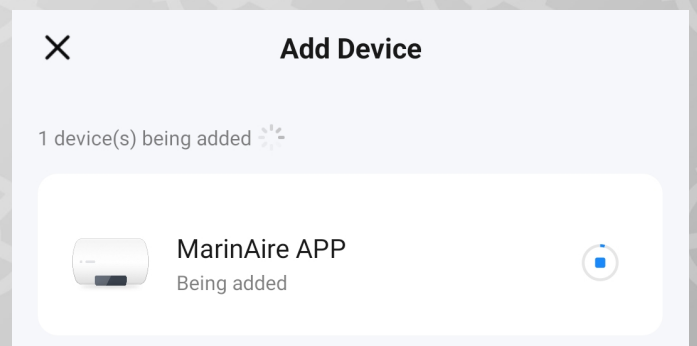 Add Device
1 device(s) being added
MarinAire APP
Being added